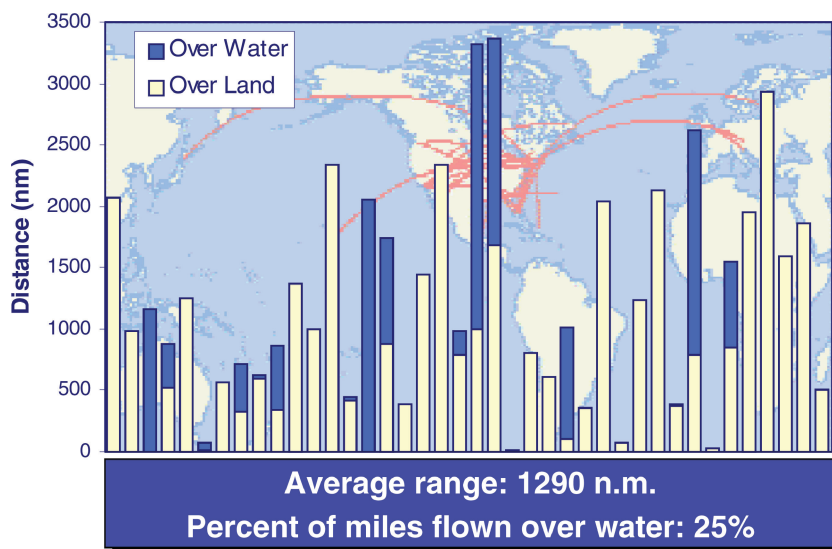 3500
3000
2500
2000
1500
1000
500
0
Distance (nm)
Over Water
Over Land
Average range: 1290 n.m.
Percent of miles flown over water: 25%